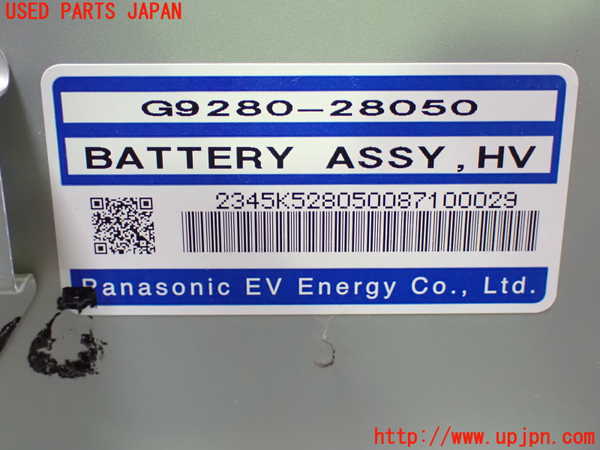 USED PARTS JAPAN
G9280-28050
BATTERY ASSY,HV
2345K528050087100029
Panasonic EV Energy Co., Ltd.
http://www.upjpn.com/